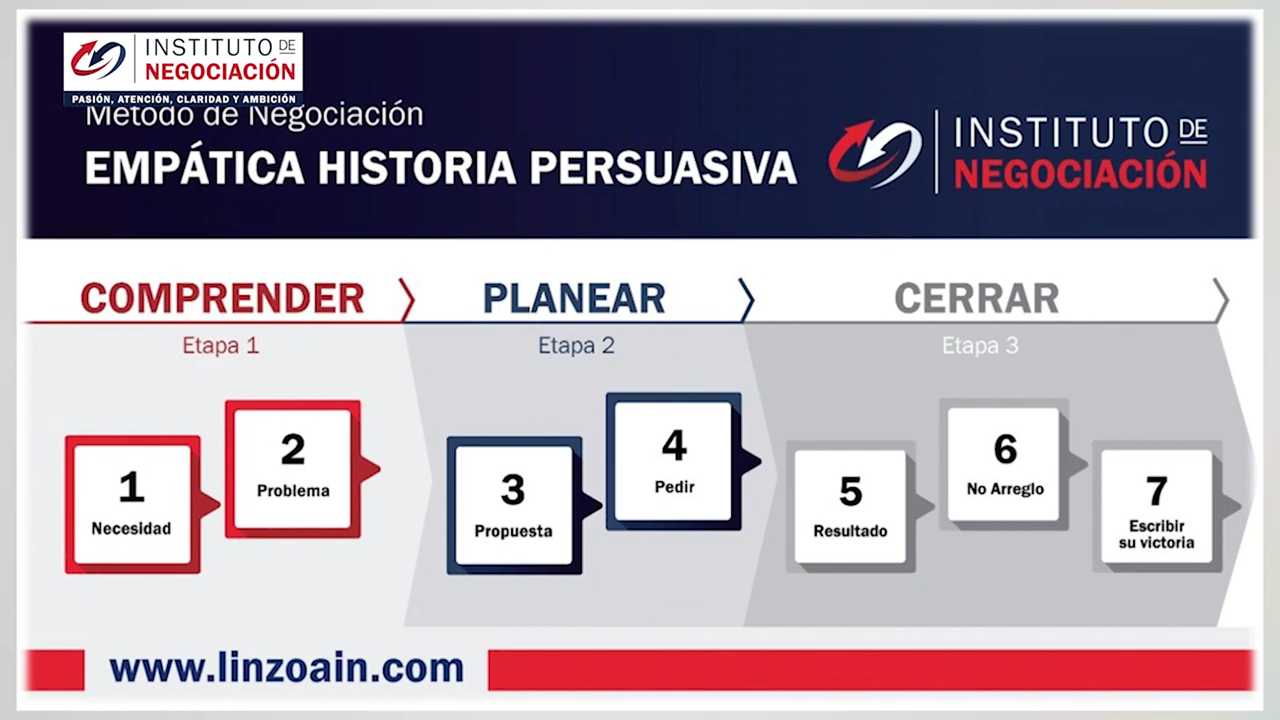 INSTITUTO DE
NEGOCIACIÓN
PASIÓN, ATENCIÓN, CLARIDAD Y AMBICIÓN
Método de Negociación
EMPÁTICA HISTORIA PERSUASIVA
INSTITUTO DE
NEGOCIACIÓN
COMPRENDER
PLANEAR
CERRAR
Etapa 1
Etapa 2
Etapa 3
1
Necesidad
2
Problema
3
Propuesta
4
Pedir
5
Resultado
6
No Arreglo
7
Escribir
su victoria
www.linzoain.com